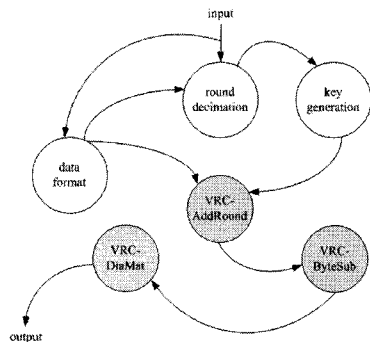 input
round
decimation
key
generation
data
format
VRC-
AddRound
VRC-
DiaMat
VRC-
ByteSub
output